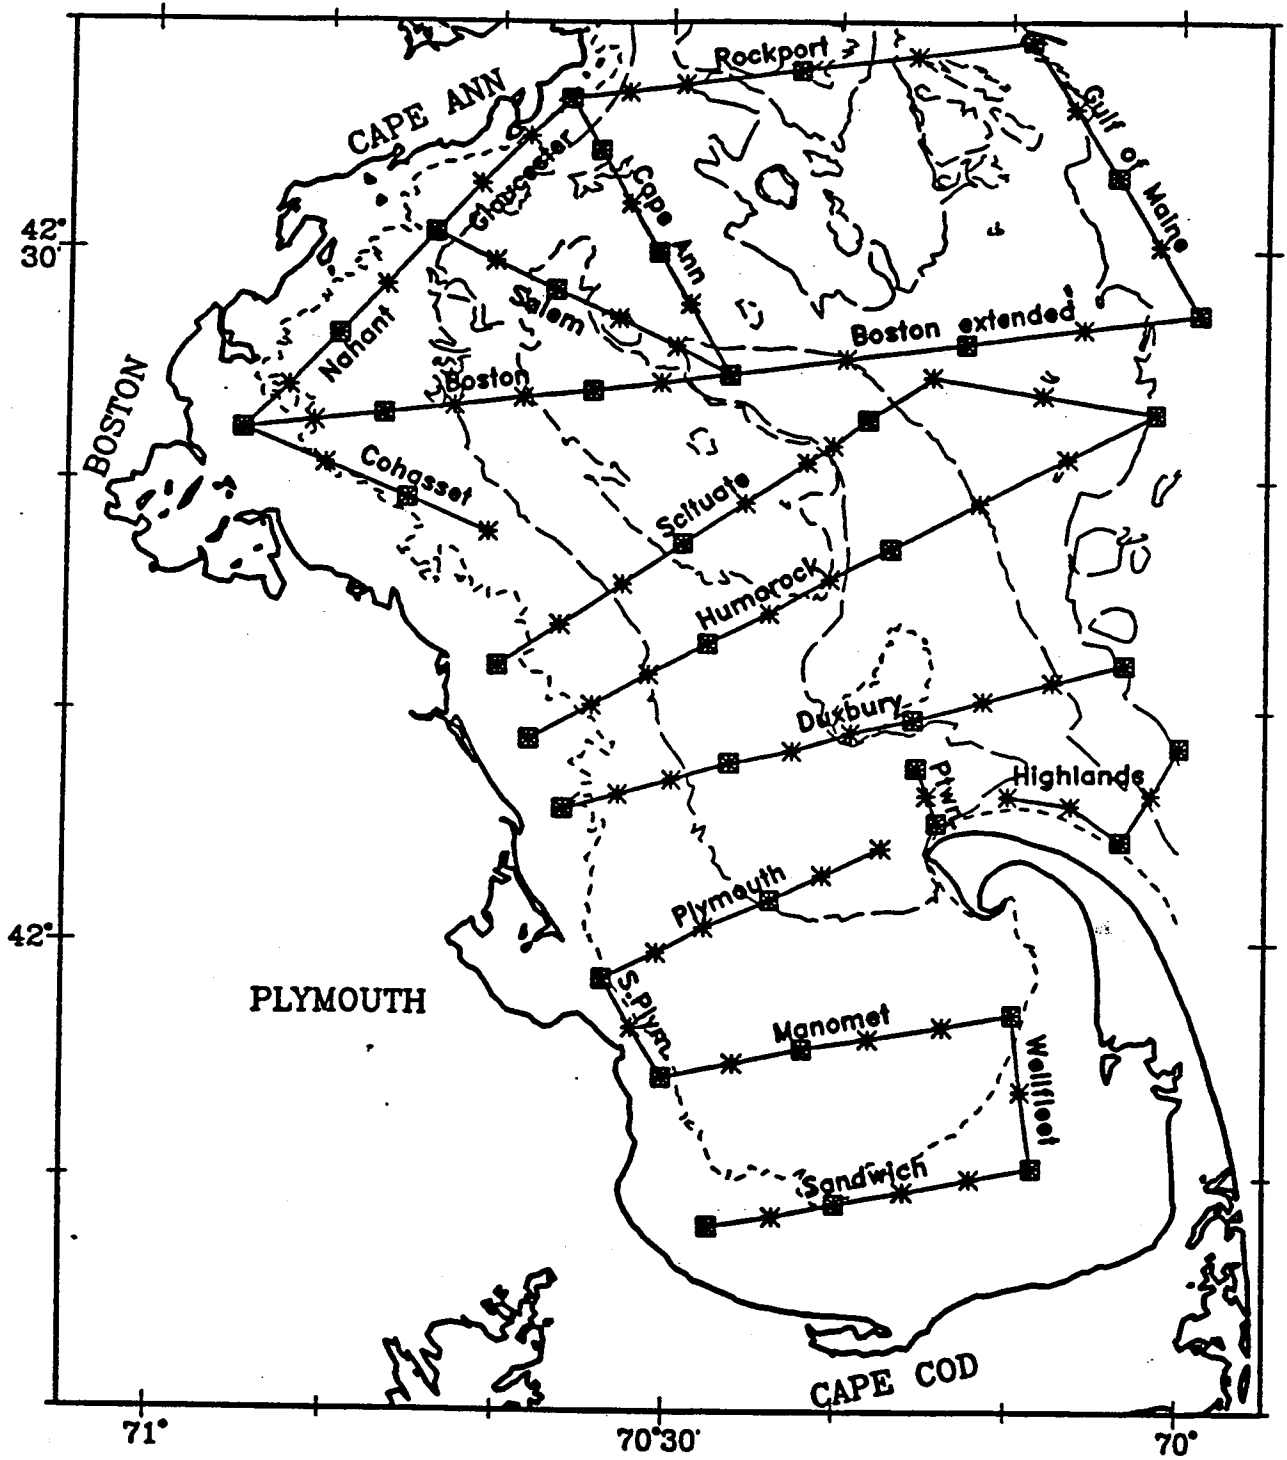 Rockport
CAPE ANN
Gulf of Maine
Gloucester
Cape Ann
42°
30'
Salem
Nahant
Boston extended
Boston
BOSTON
Cohasset
Scituate
Humarock
Duxbury
Ptwn
Highlands
Plymouth
42°
S.Plym
PLYMOUTH
Manomet
Wellfleet
Sandwich
CAPE COD
71°
70°30'
70°